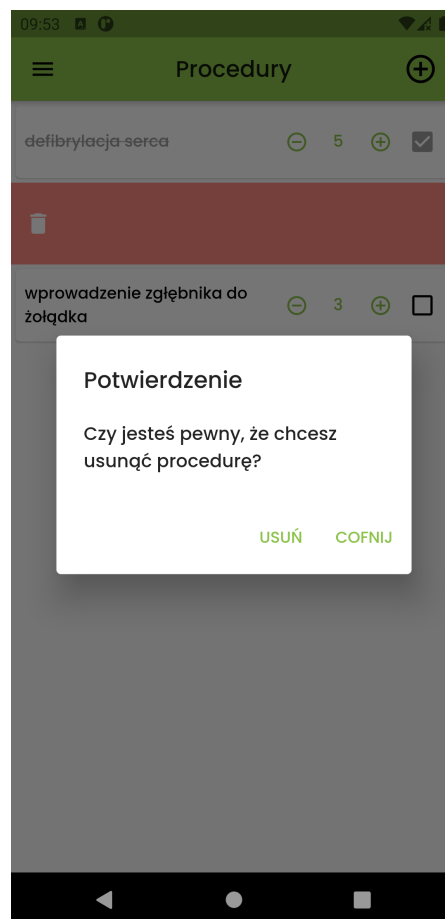 09:53
Procedury
defibrylacja serca 5
wprowadzenie zgłębnika do
żołądka
3
Potwierdzenie
Czy jesteś pewny, że chcesz
usunąć procedurę?
USUŃ COFNIJ